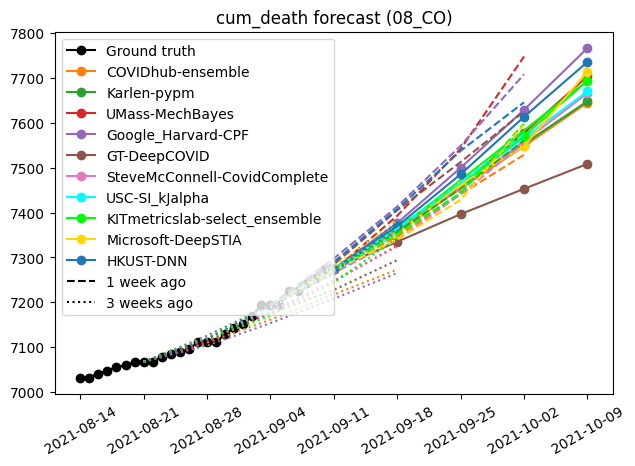 cum_death forecast (08_CO)
7800
7700
7600
7500
7400
7300
7200
7100
7000
Ground truth
COVIDhub-ensemble
Karlen-pypm
UMass-MechBayes
Google_Harvard-CPF
GT-DeepCOVID
SteveMcConnell-CovidComplete
USC-SI_kJalpha
KITmetricslab-select_ensemble
Microsoft-DeepSTIA
HKUST-DNN
1 week ago
3 weeks ago
2021-08-14
2021-08-21
2021-08-28
2021-09-04
2021-09-11
2021-09-18
2021-09-25
2021-10-02
2021-10-09